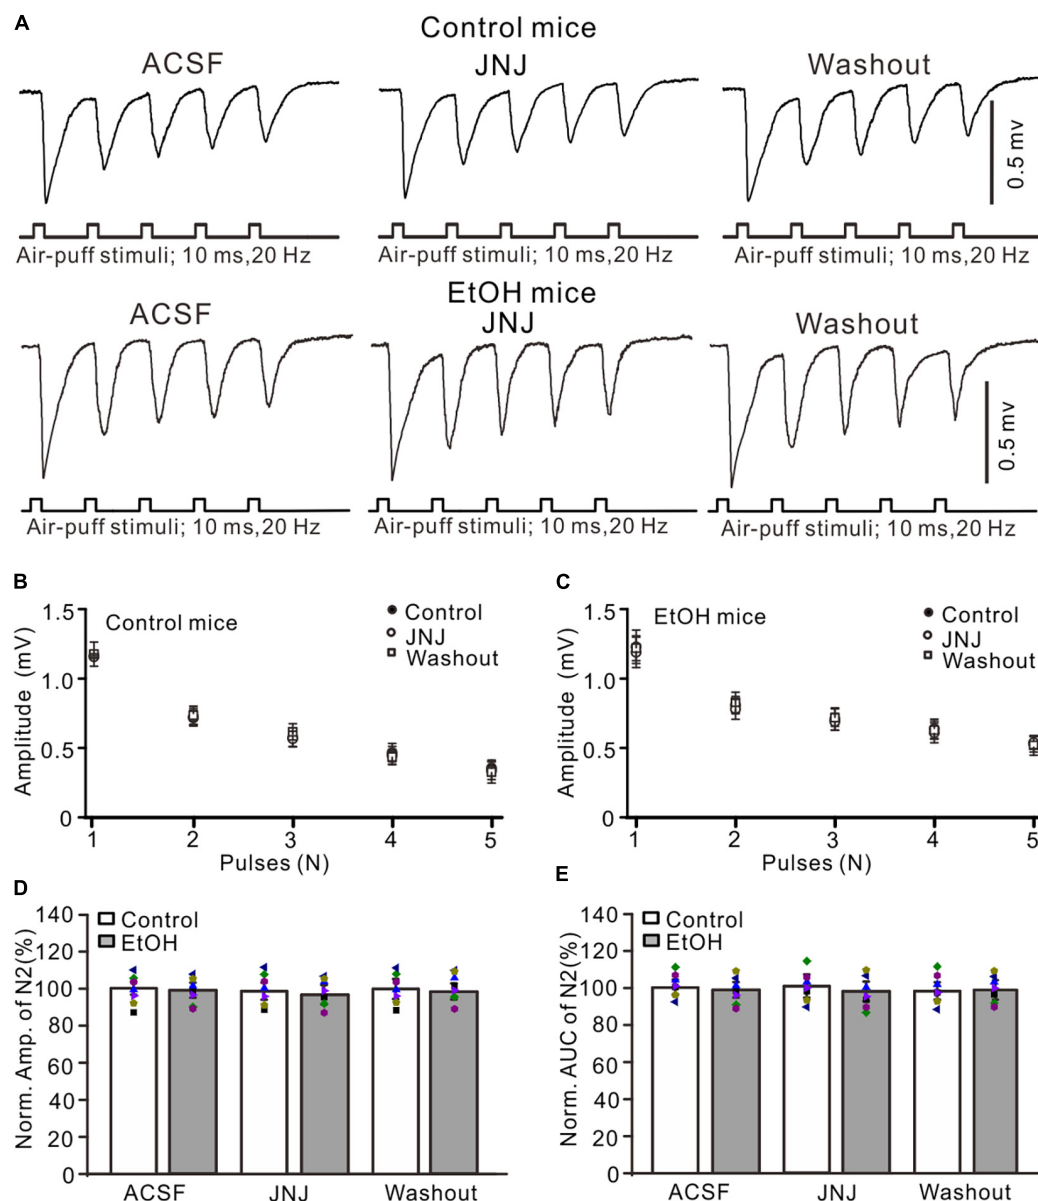 A
Control mice
ACSF
JNJ
Washout
0.5 mv
Air-puff stimuli; 10 ms,20 Hz
Air-puff stimuli; 10 ms,20 Hz
Air-puff stimuli; 10 ms,20 Hz
EtOH mice
ACSF
JNJ
Washout
0.5 mv
Air-puff stimuli; 10 ms,20 Hz
Air-puff stimuli; 10 ms,20 Hz
Air-puff stimuli; 10 ms,20 Hz
B
Amplitude (mV)
1.5
1.0
0.5
0
Control mice
Control
JNJ
Washout
1 2 3 4 5
Pulses (N)
C
Amplitude (mV)
1.5
1.0
0.5
0
EtOH mice
Control
JNJ
Washout
1 2 3 4 5
Pulses (N)
D
Norm. Amp. of N2(%)
140
120
100
80
60
40
20
0
Control
EtOH
ACSF JNJ Washout
E
Norm. AUC of N2(%)
140
120
100
80
60
40
20
0
Control
EtOH
ACSF JNJ Washout